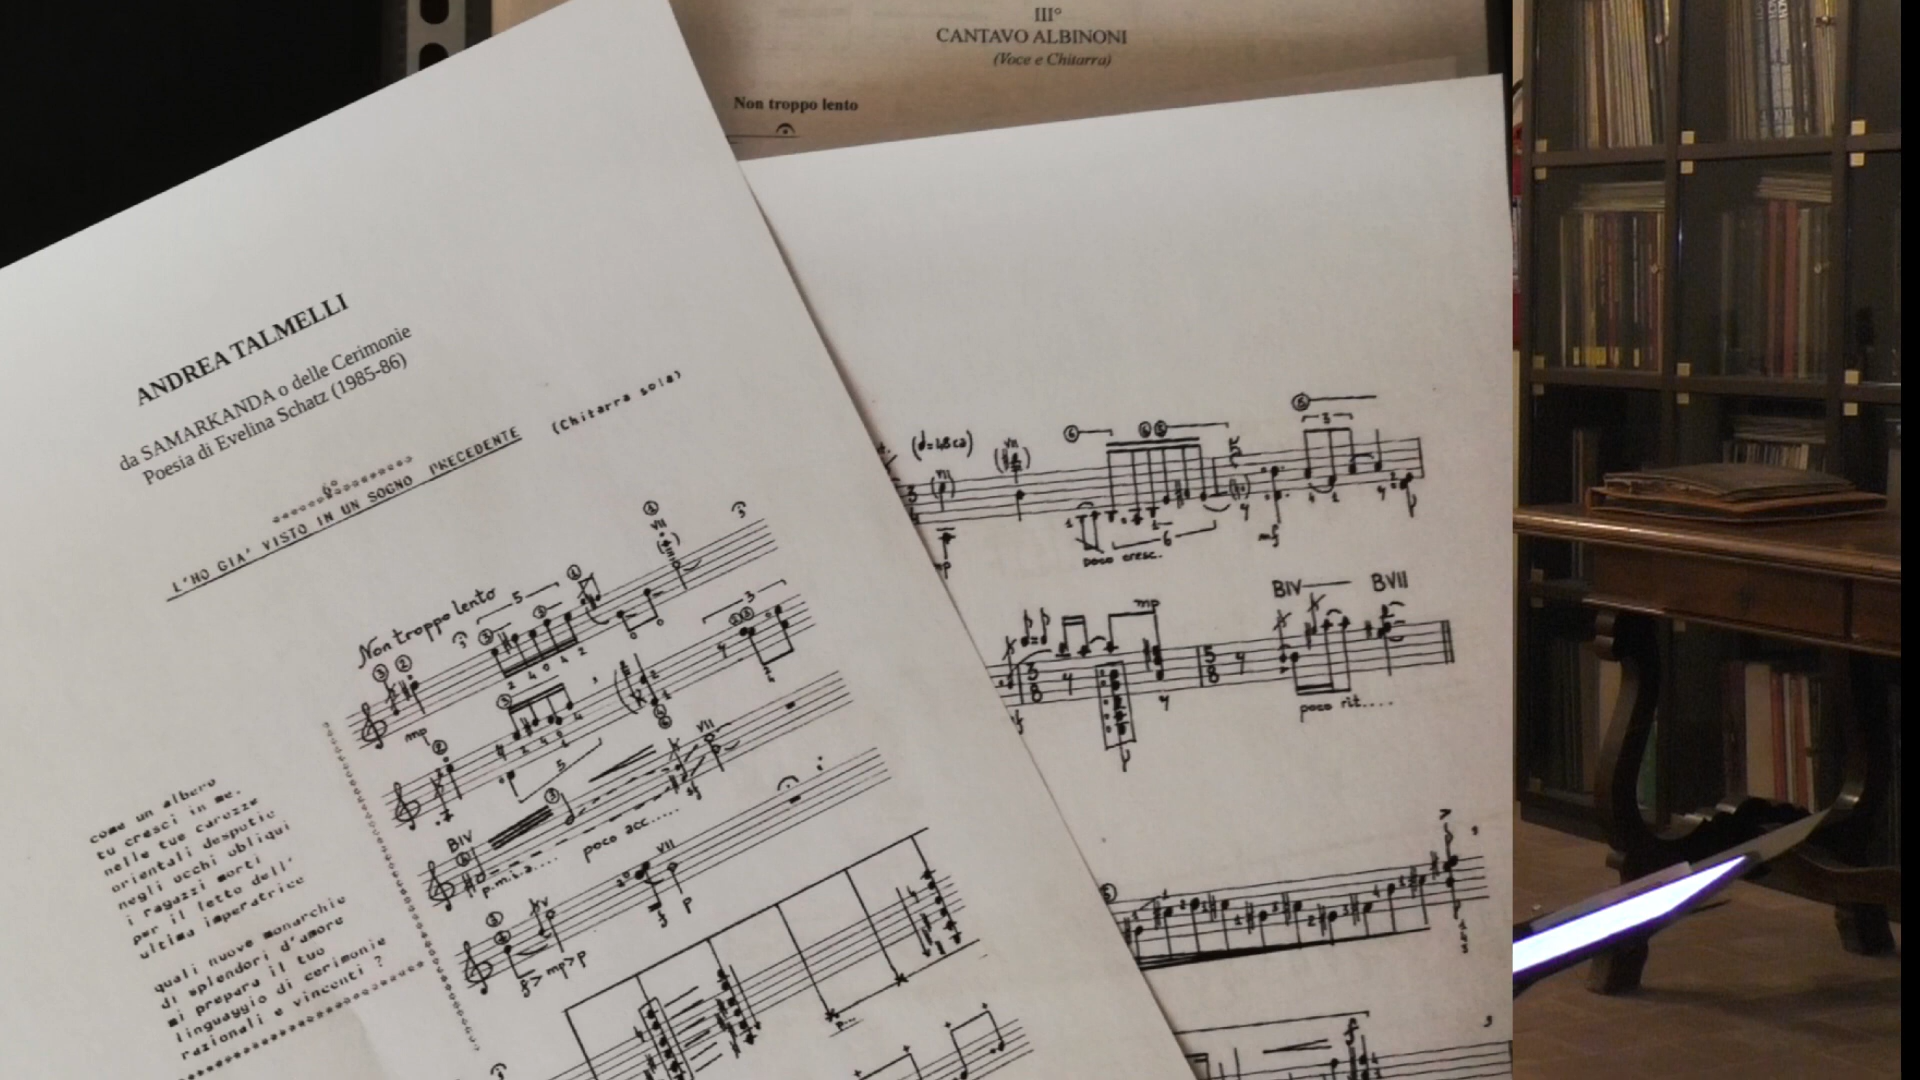 III°
CANTAVO ALBINONI
(Voce e Chitarra)
Non troppo lento
ANDREA TALMELLI
da SAMARKANDA o delle Cerimonie
Poesia di Evelina Schatz (1985-86)
6°
L'HO GIA' VISTO IN UN SOGNO PRECEDENTE
(Chitarra sola)
Non troppo lento
mp
BIV
p.m.i.a....
poco acc.....
VII
f> mp>p
come un albero
tu cresci in me.
nelle tue carozze
orientali despotie
negli occhi obliqui
i ragazzi morti
per il letto dell'
ultima imperatrice
quali nuove monarchie
di splendori d'amore
mi prepara il tuo
linguaggio di cerimonie
razionali e vincenti ?
poco cresc.
mf
mp
BIV
BVII
poco rit....